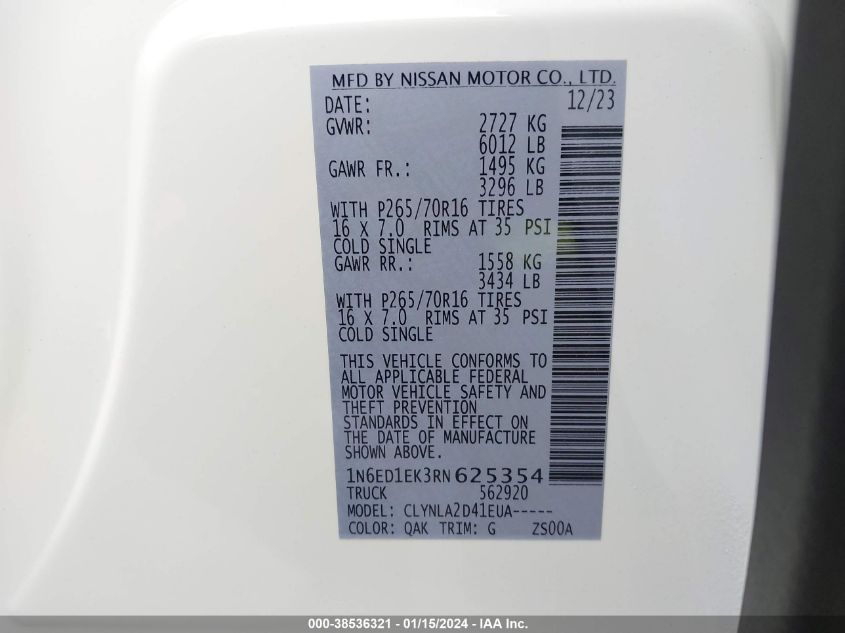 MFD BY NISSAN MOTOR CO., LTD.
DATE: 12/23
GVWR: 2727 KG
6012 LB
GAWR FR.: 1495 KG
3296 LB
WITH P265/70R16 TIRES
16 X 7.0 RIMS AT 35 PSI
COLD SINGLE
GAWR RR.: 1558 KG
3434 LB
WITH P265/70R16 TIRES
16 X 7.0 RIMS AT 35 PSI
COLD SINGLE
THIS VEHICLE CONFORMS TO
ALL APPLICABLE FEDERAL
MOTOR VEHICLE SAFETY AND
THEFT PREVENTION
STANDARDS IN EFFECT ON
THE DATE OF MANUFACTURE
SHOWN ABOVE.
1N6ED1EK3RN625354
TRUCK 562920
MODEL: CLYNLA2D41EUA-----
COLOR: QAK TRIM: G ZS00A
000-38536321 — 01/15/2024 — IAA Inc.